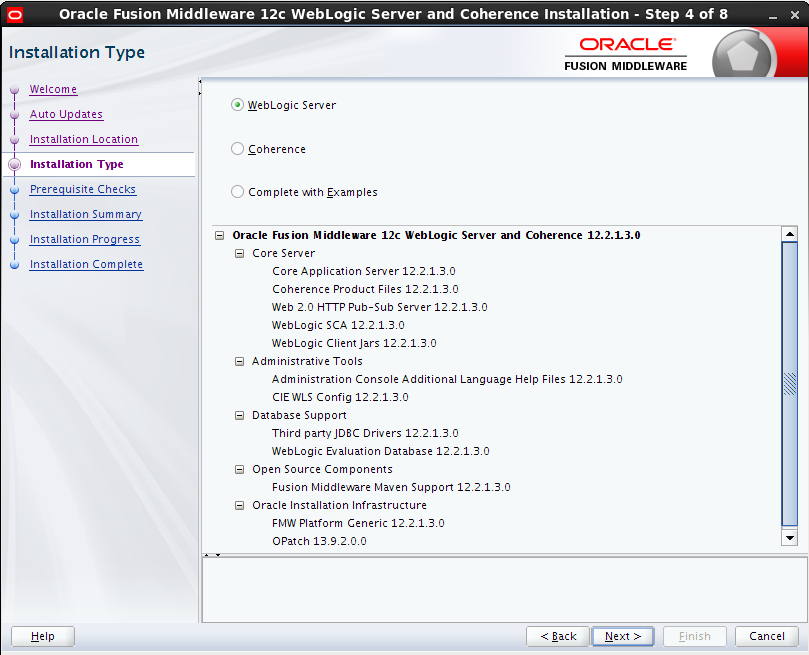 Oracle Fusion Middleware 12c WebLogic Server and Coherence Installation - Step 4 of 8
Installation Type
ORACLE
FUSION MIDDLEWARE
Welcome
Auto Updates
Installation Location
Installation Type
Prerequisite Checks
Installation Summary
Installation Progress
Installation Complete
WebLogic Server
Coherence
Complete with Examples
Oracle Fusion Middleware 12c WebLogic Server and Coherence 12.2.1.3.0
Core Server
Core Application Server 12.2.1.3.0
Coherence Product Files 12.2.1.3.0
Web 2.0 HTTP Pub-Sub Server 12.2.1.3.0
WebLogic SCA 12.2.1.3.0
WebLogic Client Jars 12.2.1.3.0
Administrative Tools
Administration Console Additional Language Help Files 12.2.1.3.0
CIE WLS Config 12.2.1.3.0
Database Support
Third party JDBC Drivers 12.2.1.3.0
WebLogic Evaluation Database 12.2.1.3.0
Open Source Components
Fusion Middleware Maven Support 12.2.1.3.0
Oracle Installation Infrastructure
FMW Platform Generic 12.2.1.3.0
OPatch 13.9.2.0.0
Help
< Back
Next >
Finish
Cancel